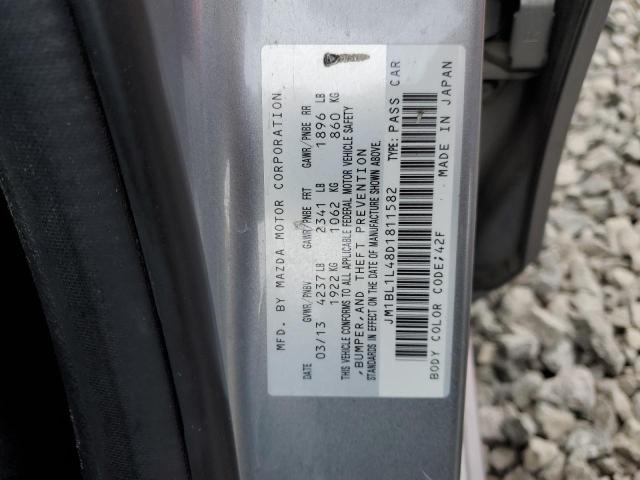 MFD. BY MAZDA MOTOR CORPORATION
DATE GVWR/PNBV GAWR/PNBE FRT GAWR/PNBE RR
03/13 4237 LB 2341 LB 1896 LB
1922 KG 1062 KG 860 KG
THIS VEHICLE CONFORMS TO ALL APPLICABLE FEDERAL MOTOR VEHICLE SAFETY
, BUMPER, AND THEFT PREVENTION
STANDARDS IN EFFECT ON THE DATE OF MANUFACTURE SHOWN ABOVE.
JM1BL1L48D1811582 TYPE: PASS CAR
BODY COLOR CODE; 42F MADE IN JAPAN